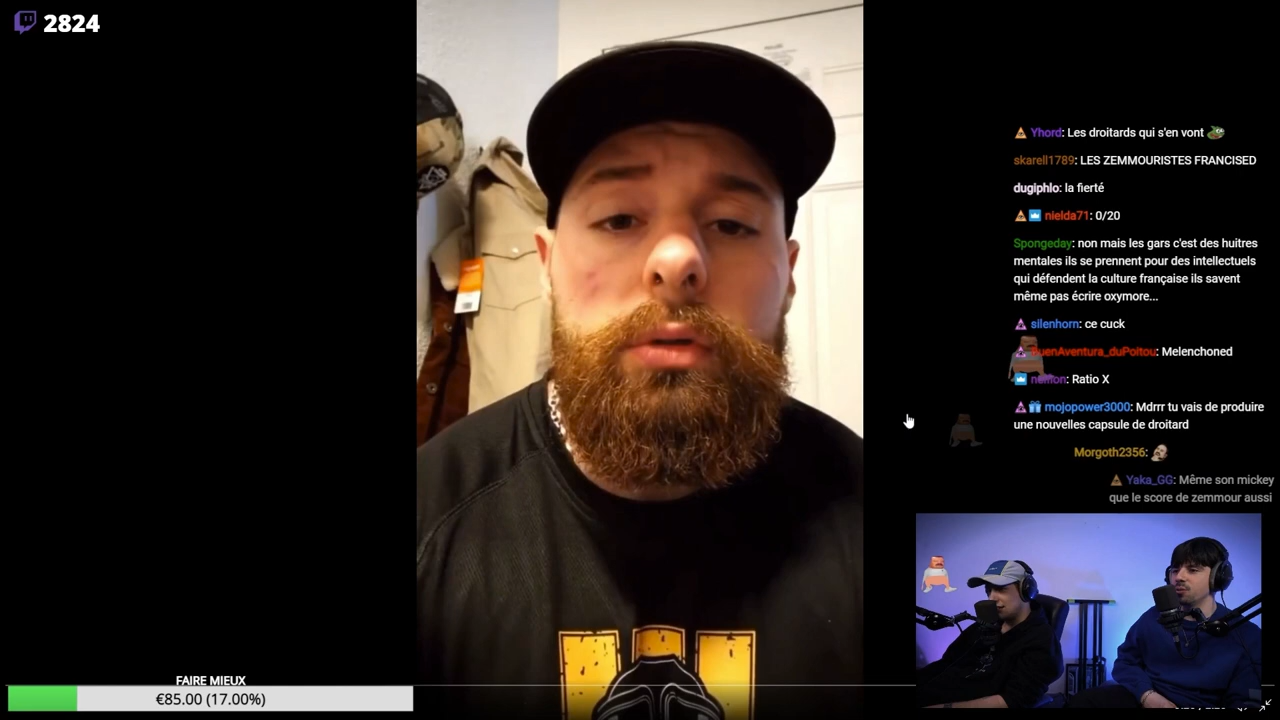 2824
Yhord: Les droitards qui s'en vont
skarell1789: LES ZEMMOURISTES FRANCISED
dugiphlo: la fierté
nielda71: 0/20
Spongeday: non mais les gars c'est des huitres
mentales ils se prennent pour des intellectuels
qui défendent la culture française ils savent
même pas écrire oxymore...
silenhorn: ce cuck
BuenAventura_duPoitou: Melenchoned
Ratio X
mojopower3000: Mdrrr tu vais de produire
une nouvelles capsule de droitard
Morgoth2356:
Yaka_GG: Même son mickey
que le score de zemmour aussi
FAIRE MIEUX
€85.00 (17.00%)